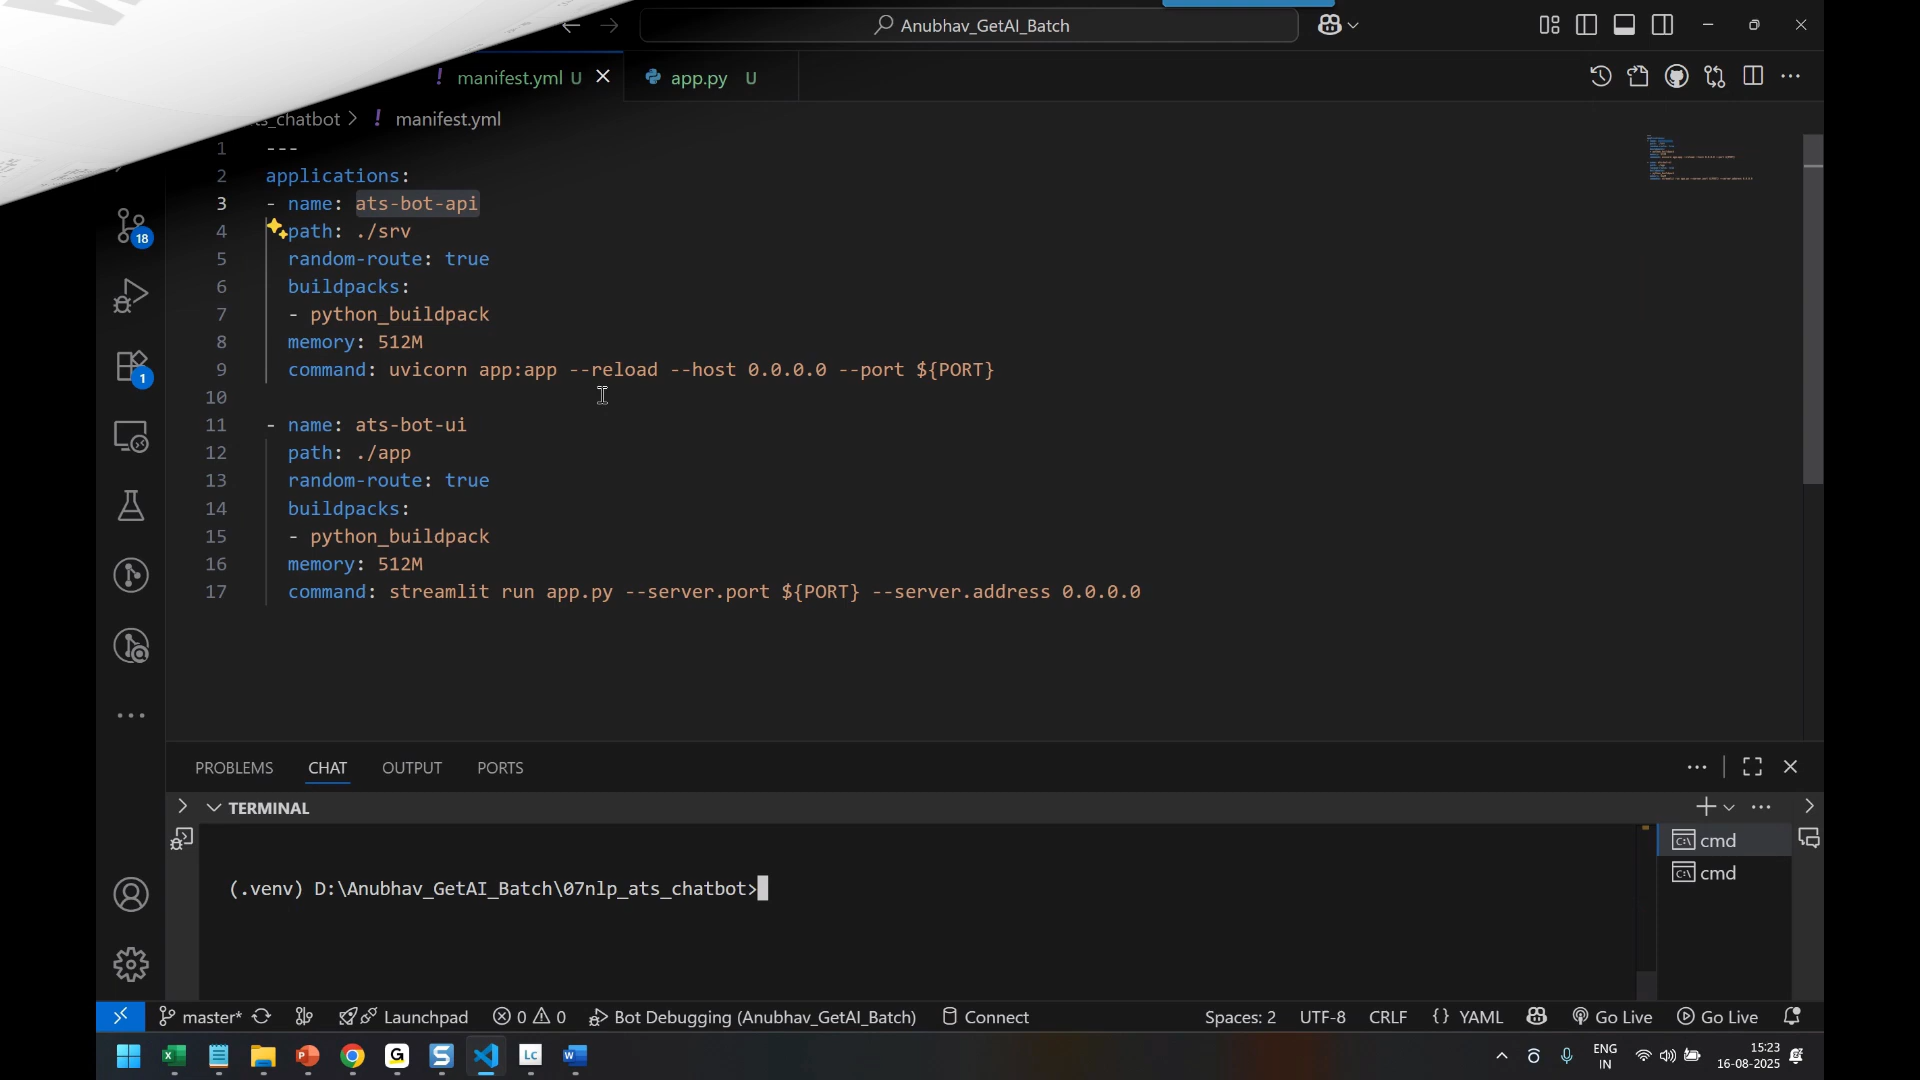 Anubhav_GetAI_Batch
manifest.yml U
app.py U
ts_chatbot > ! manifest.yml
1 ---
2 applications:
3 - name: ats-bot-api
4 path: ./srv
5 random-route: true
6 buildpacks:
7 - python_buildpack
8 memory: 512M
9 command: uvicorn app:app --reload --host 0.0.0.0 --port ${PORT}
10
11 - name: ats-bot-ui
12 path: ./app
13 random-route: true
14 buildpacks:
15 - python_buildpack
16 memory: 512M
17 command: streamlit run app.py --server.port ${PORT} --server.address 0.0.0.0
18
1
PROBLEMS CHAT OUTPUT PORTS
TERMINAL
(.venv) D:\Anubhav_GetAI_Batch\07nlp_ats_chatbot>
cmd
cmd
master* Launchpad 0 0 Bot Debugging (Anubhav_GetAI_Batch) Connect Spaces: 2 UTF-8 CRLF {} YAML Go Live Go Live
Lc
ENG
IN
15:23
16-08-2025